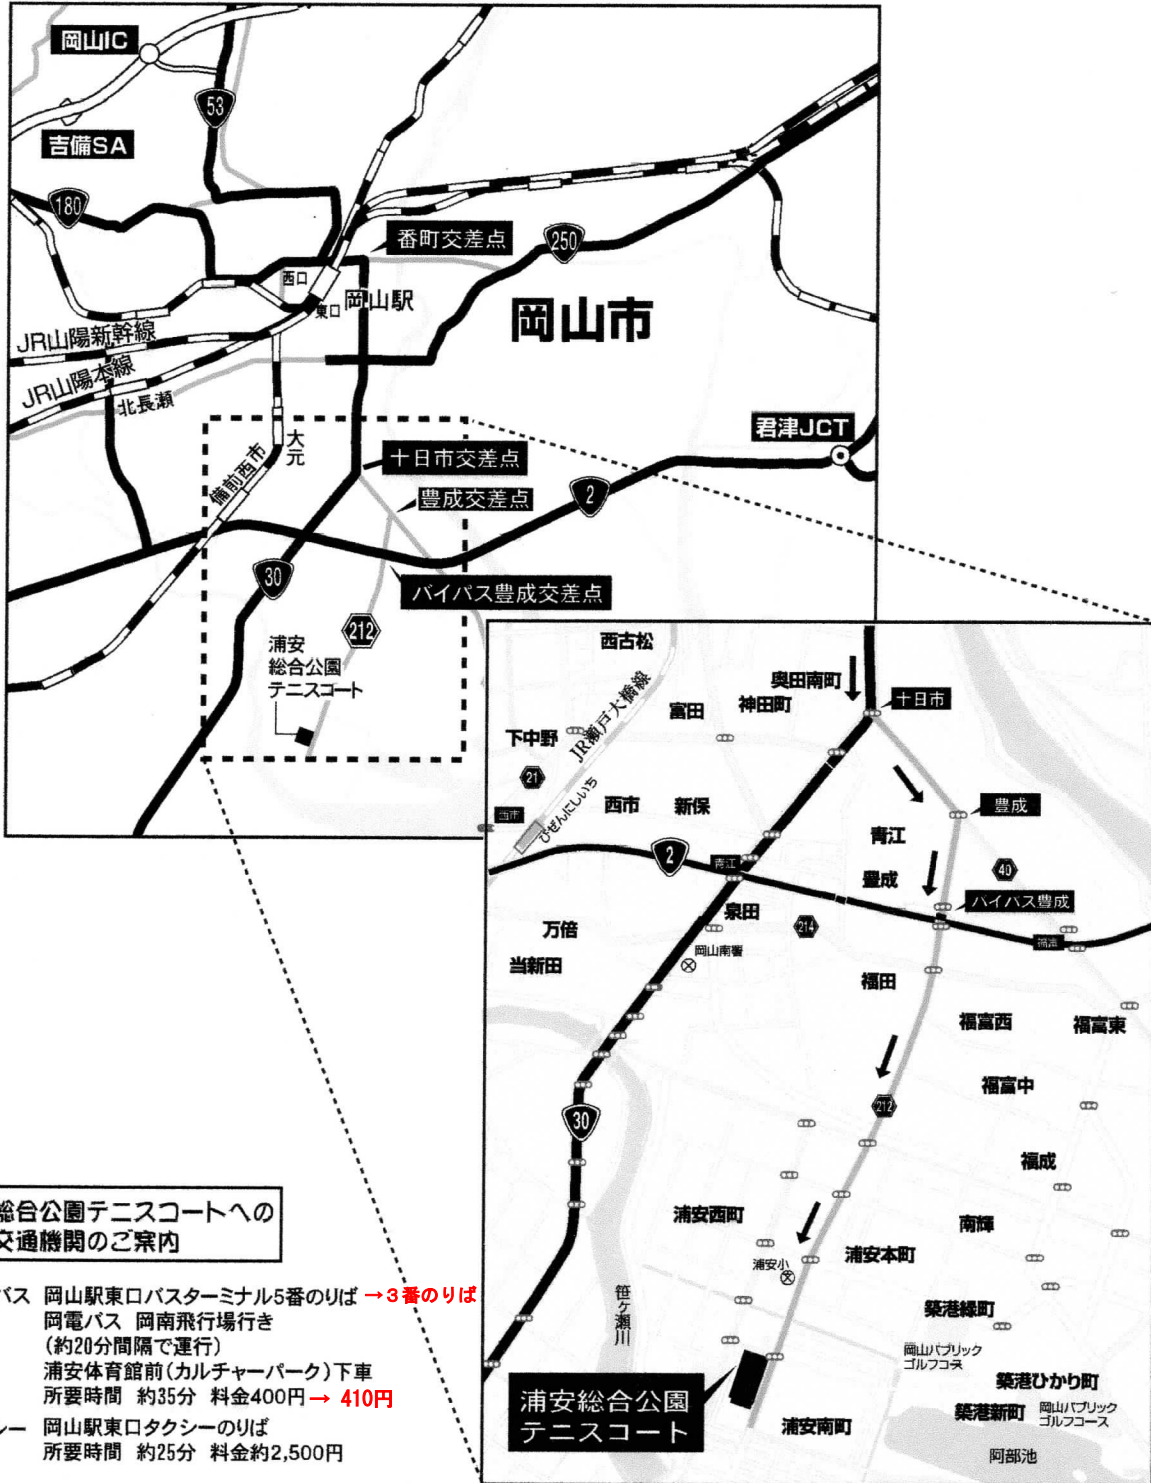 岡山IC
53
吉備SA
180
番町交差点
250
西口
岡山駅
東口
岡山市
JR山陽新幹線
JR山陽本線
北長瀬
君津JCT
大元
備前西市
十日市交差点
豊成交差点
2
30
バイパス豊成交差点
212
浦安
総合公園
テニスコート
西古松
奥田南町
十日市
神田町
富田
JR瀬戸大橋線
下中野
21
西市
びぜんにしいち
西市
新保
豊成
青江
2
青江
豊成
40
バイパス豊成
泉田
214
万倍
岡山南署
当新田
福田
福富西
福富東
福富中
212
30
福成
浦安西町
南輝
浦安本町
浦安小
笹ヶ瀬川
築港緑町
岡山パブリック
ゴルフコース
築港ひかり町
浦安総合公園
テニスコート
浦安南町
築港新町
岡山パブリック
ゴルフコース
阿部池
総合公園テニスコートへの
交通機関のご案内
バス 岡山駅東口バスターミナル5番のりば →3番のりば
岡電バス 岡南飛行場行き
(約20分間隔で運行)
浦安体育館前(カルチャーパーク)下車
所要時間 約35分 料金400円→ 410円
シー 岡山駅東口タクシーのりば
所要時間 約25分 料金約2,500円